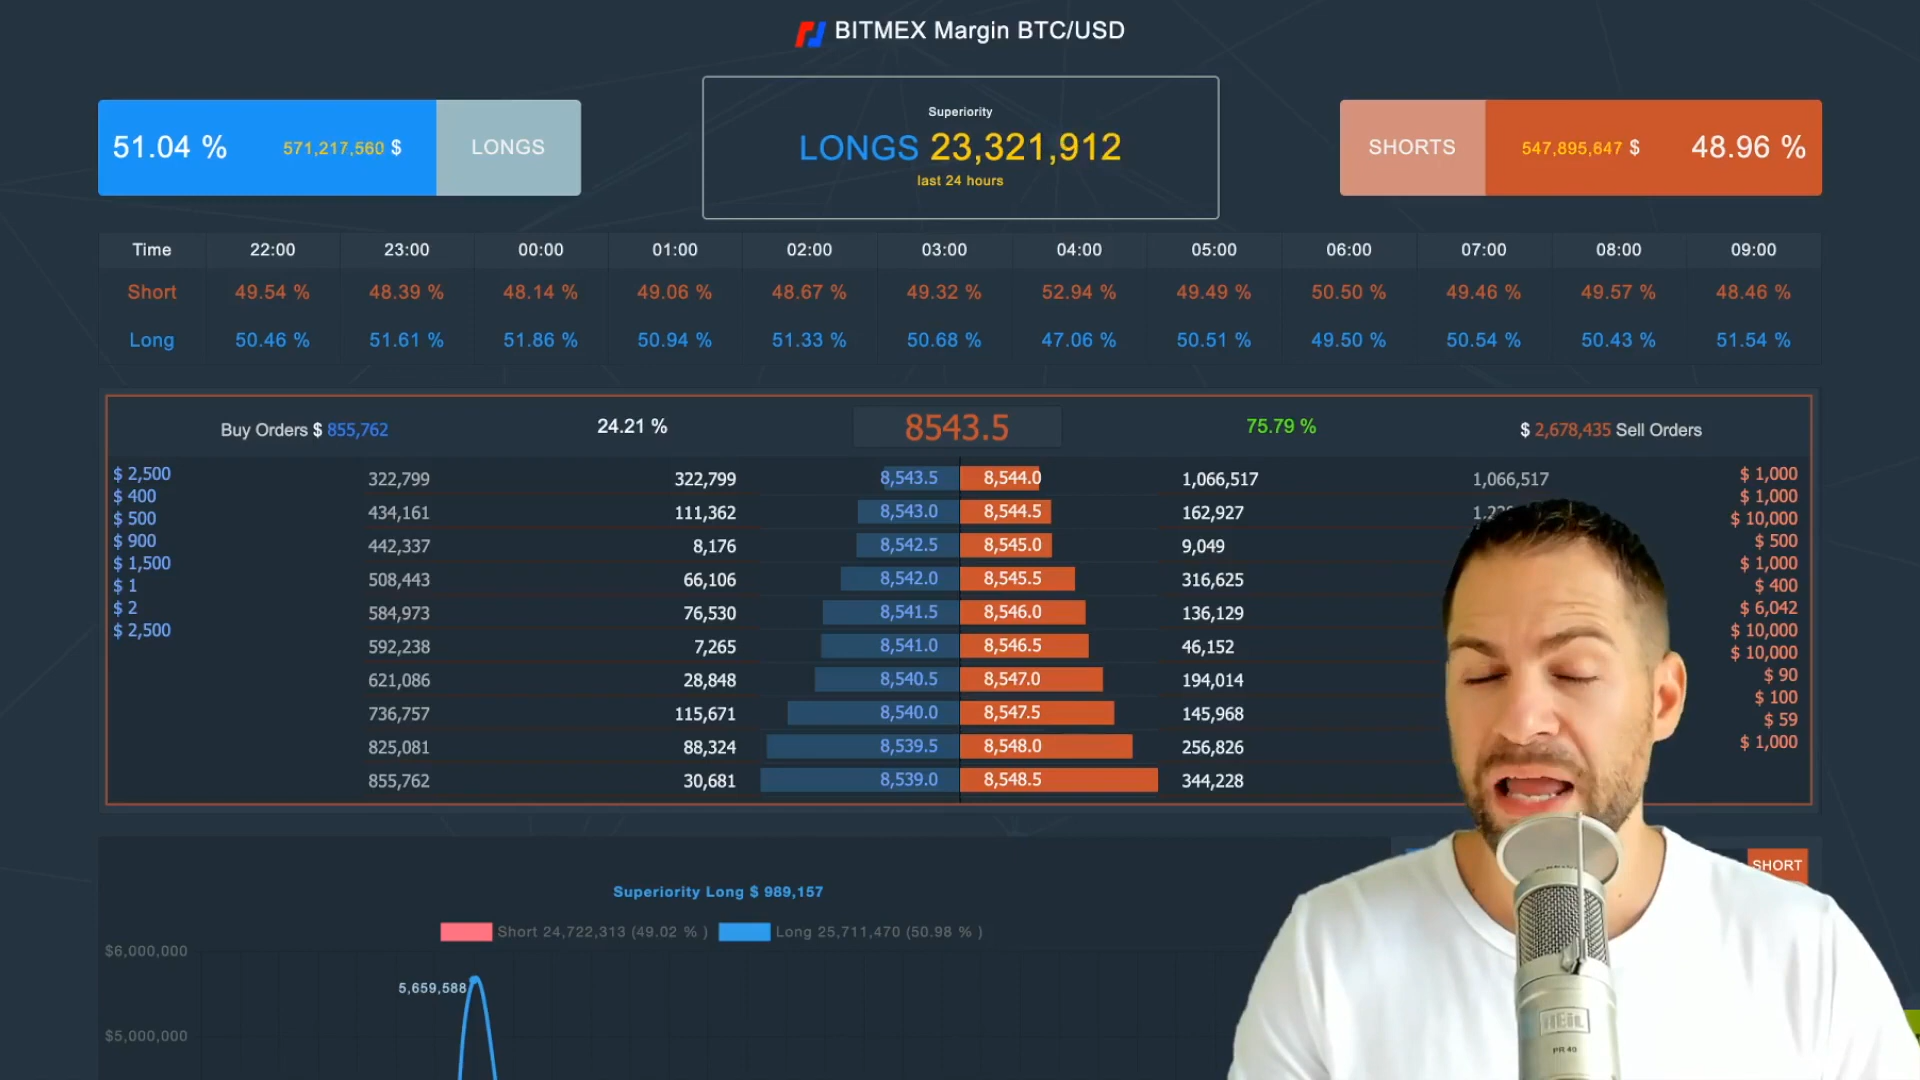 BITMEX Margin BTC/USD
51.04 % 571,217,560 $ LONGS
Superiority
LONGS 23,321,912
last 24 hours
SHORTS 547,895,647 $ 48.96 %
Time 22:00 23:00 00:00 01:00 02:00 03:00 04:00 05:00 06:00 07:00 08:00 09:00
Short 49.54 % 48.39 % 48.14 % 49.06 % 48.67 % 49.32 % 52.94 % 49.49 % 50.50 % 49.46 % 49.57 % 48.46 %
Long 50.46 % 51.61 % 51.86 % 50.94 % 51.33 % 50.68 % 47.06 % 50.51 % 49.50 % 50.54 % 50.43 % 51.54 %
Buy Orders $ 855,762 24.21 % 8543.5 75.79 % $ 2,678,435 Sell Orders
$ 2,500
$ 400
$ 500
$ 900
$ 1,500
$ 1
$ 2
$ 2,500
322,799 322,799 8,543.5 8,544.0 1,066,517 1,066,517
434,161 111,362 8,543.0 8,544.5 162,927
442,337 8,176 8,542.5 8,545.0 9,049
508,443 66,106 8,542.0 8,545.5 316,625
584,973 76,530 8,541.5 8,546.0 136,129
592,238 7,265 8,541.0 8,546.5 46,152
621,086 28,848 8,540.5 8,547.0 194,014
736,757 115,671 8,540.0 8,547.5 145,968
825,081 88,324 8,539.5 8,548.0 256,826
855,762 30,681 8,539.0 8,548.5 344,228
$ 1,000
$ 1,000
$ 10,000
$ 500
$ 1,000
$ 400
$ 6,042
$ 10,000
$ 10,000
$ 90
$ 100
$ 59
$ 1,000
SHORT
Superiority Long $ 989,157
Short 24,722,313 (49.02 % ) Long 25,711,470 (50.98 % )
$6,000,000
5,659,588
$5,000,000
HEIL
PR 40